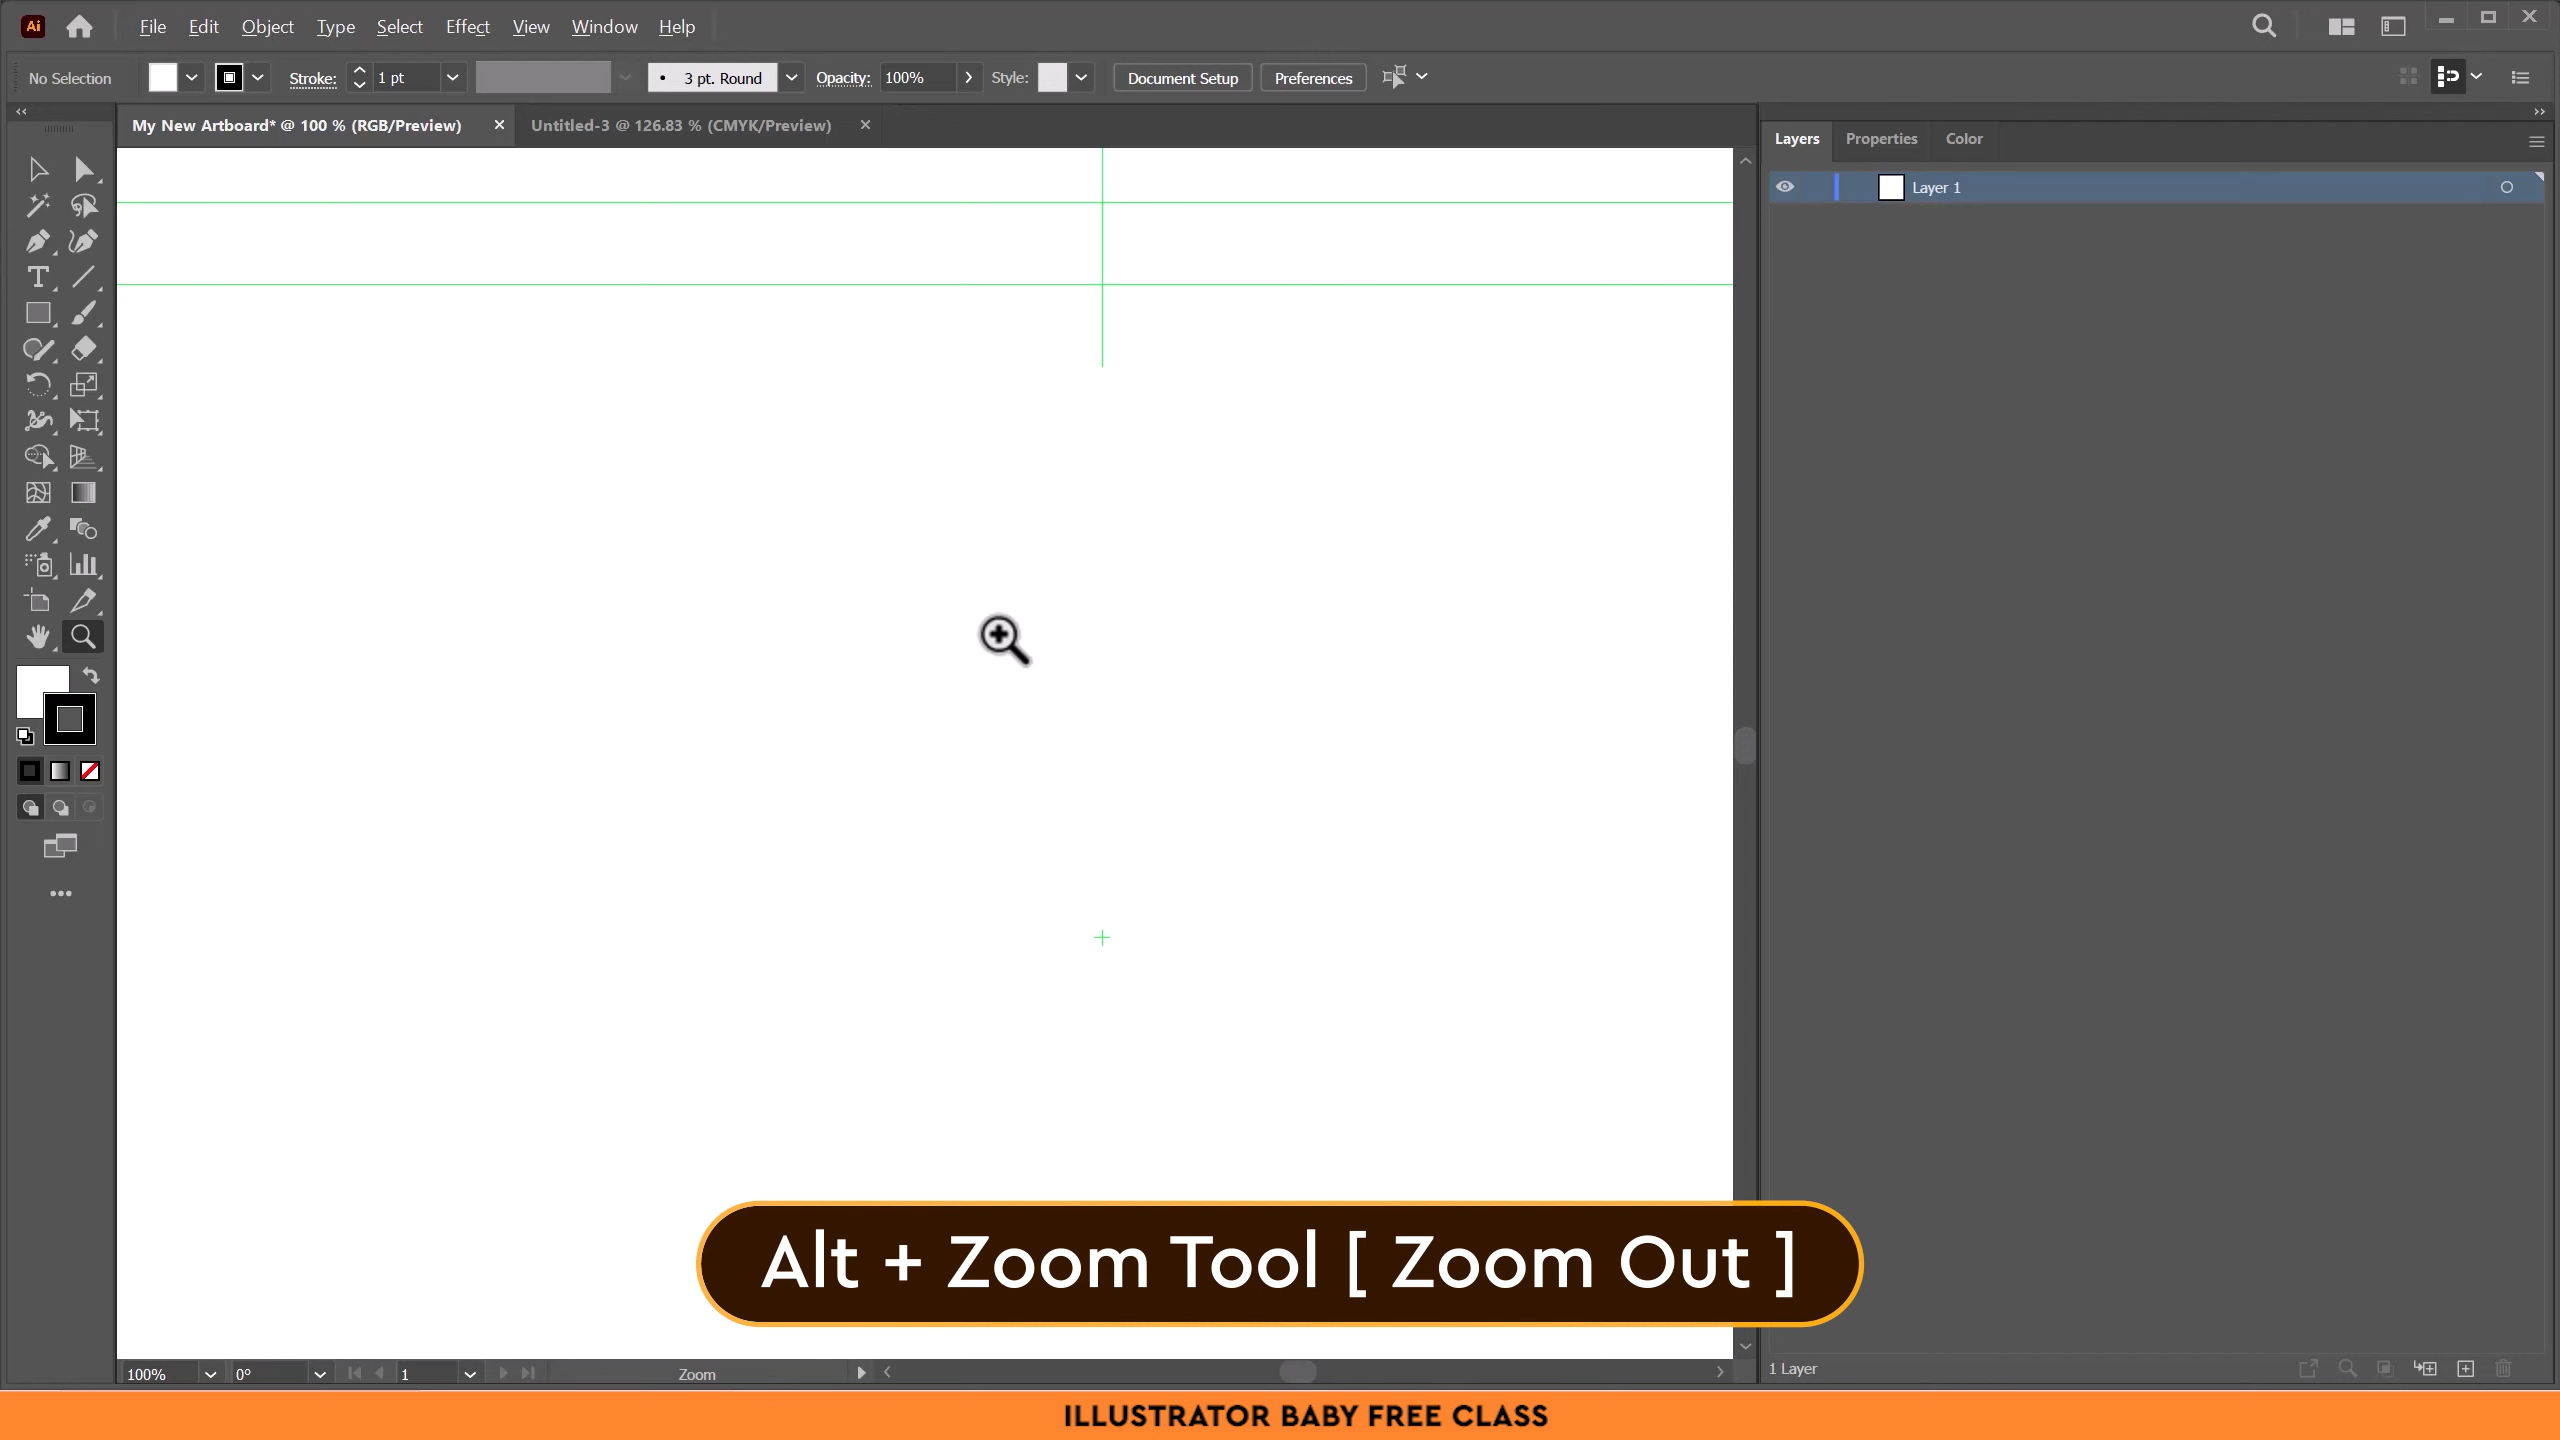 Ai File Edit Object Type Select Effect View Window Help
No Selection Stroke: 1 pt 3 pt. Round Opacity: 100% Style: Document Setup Preferences
My New Artboard* @ 100 % (RGB/Preview) Untitled-3 @ 126.83 % (CMYK/Preview)
Layers Properties Color
Layer 1
Alt + Zoom Tool [ Zoom Out ]
100% 0° 1 Zoom
1 Layer
ILLUSTRATOR BABY FREE CLASS